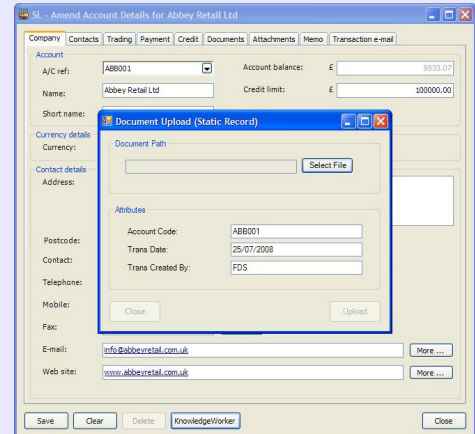 SL - Amend Account Details for Abbey Retail Ltd
Company Contacts Trading Payment Credit Documents Attachments Memo Transaction e-mail
Account
A/C ref: ABB001 Account balance: £ 9533.07
Name: Abbey Retail Ltd Credit limit: £ 100000.00
Short name:
Document Upload (Static Record)
Currency details
Currency:
Document Path
Select File
Contact details
Address:
Attributes
Account Code: ABB001
Trans Date: 25/07/2008
Trans Created By: FDS
Postcode:
Contact:
Telephone:
Mobile:
Close Upload
Fax:
E-mail: info@abbeyretail.com.uk More ...
Web site: www.abbeyretail.com.uk More ...
Save Clear Delete KnowledgeWorker Close